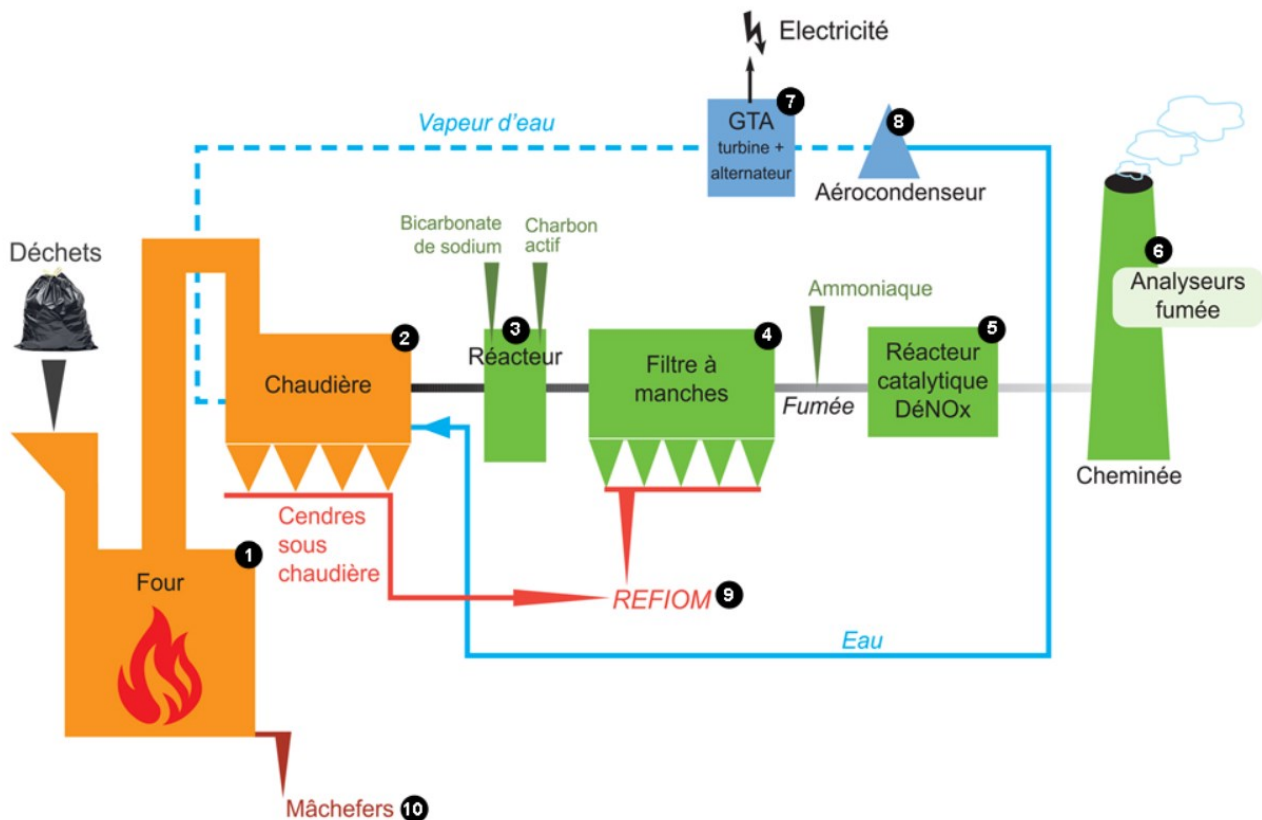 Electricité
7
GTA
turbine +
alternateur
8
Aérocondenseur
Vapeur d'eau
Déchets
Bicarbonate
de sodium
Charbon
actif
6
Analyseurs
fumée
Ammoniaque
2
Chaudière
3
Réacteur
4
Filtre à
manches
Fumée
5
Réacteur
catalytique
DéNOx
Cheminée
Cendres
sous
chaudière
1
Four
REFIOM 9
Eau
Mâchefers 10